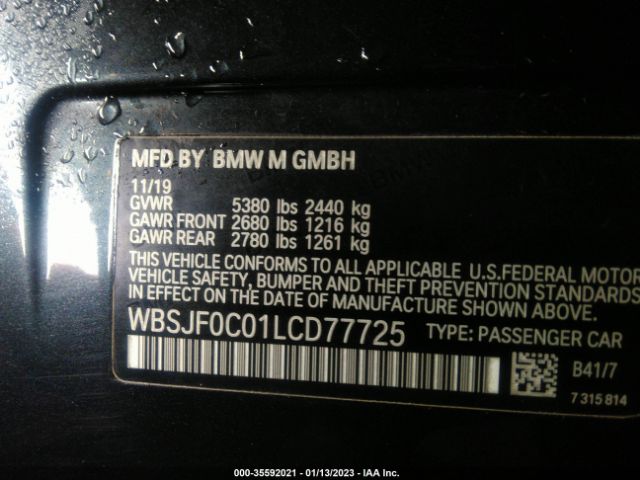 MFD BY BMW M GMBH
11/19
GVWR 5380 lbs 2440 kg
GAWR FRONT 2680 lbs 1216 kg
GAWR REAR 2780 lbs 1261 kg
THIS VEHICLE CONFORMS TO ALL APPLICABLE U.S.FEDERAL MOTOR
VEHICLE SAFETY, BUMPER AND THEFT PREVENTION STANDARDS IN
EFFECT ON THE DATE OF MANUFACTURE SHOWN ABOVE.
WBSJF0C01LCD77725 TYPE: PASSENGER CAR
B41/7
7 315 814
000-35592021 - 01/13/2023 - IAA Inc.